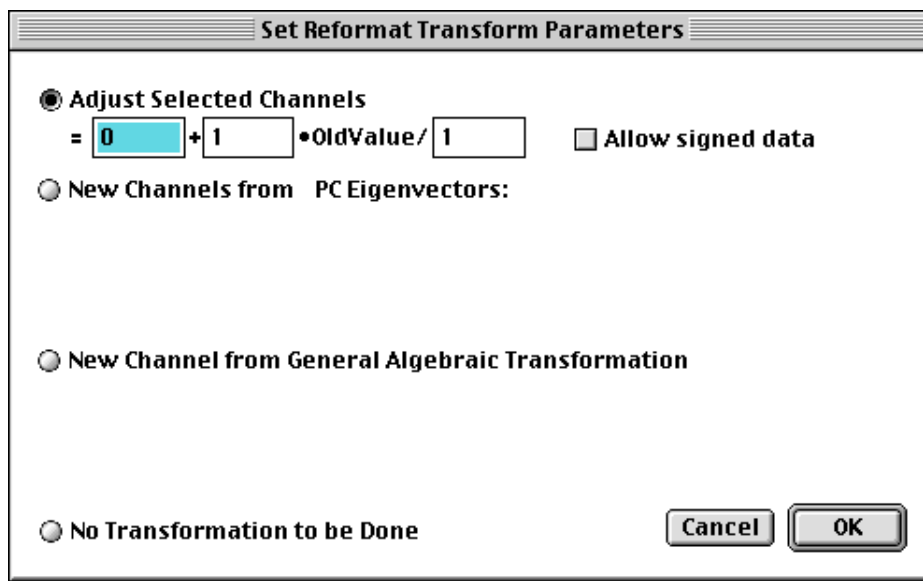 Set Reformat Transform Parameters
Adjust Selected Channels
= 0 + 1 •OldValue/ 1 Allow signed data
New Channels from PC Eigenvectors:
New Channel from General Algebraic Transformation
No Transformation to be Done Cancel OK